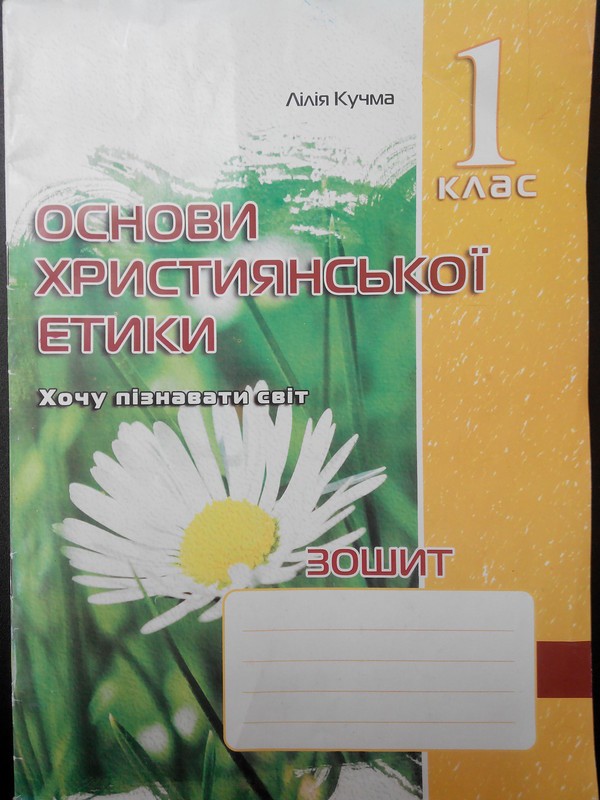 Лілія Кучма
1
клас
ОСНОВИ
ХРИСТИЯНСЬКОЇ
ЕТИКИ
Хочу пізнавати світ
ЗОШИТ